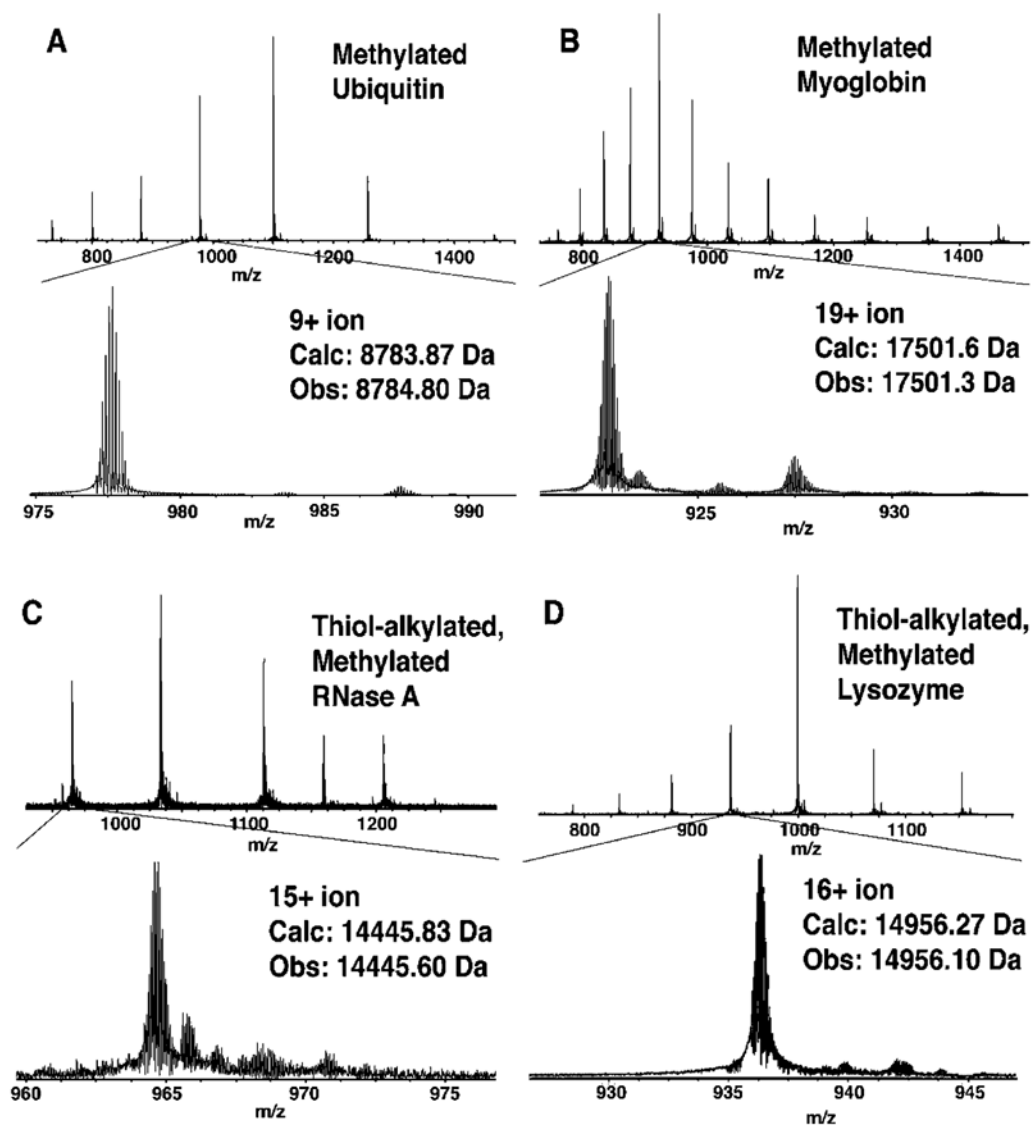 A
Methylated
Ubiquitin
800 1000 1200 1400
m/z
9+ ion
Calc: 8783.87 Da
Obs: 8784.80 Da
975 980 985 990
m/z
B
Methylated
Myoglobin
800 1000 1200 1400
m/z
19+ ion
Calc: 17501.6 Da
Obs: 17501.3 Da
925 930
m/z
C
Thiol-alkylated,
Methylated
RNase A
1000 1100 1200
m/z
15+ ion
Calc: 14445.83 Da
Obs: 14445.60 Da
960 965 970 975
m/z
D
Thiol-alkylated,
Methylated
Lysozyme
800 900 1000 1100
m/z
16+ ion
Calc: 14956.27 Da
Obs: 14956.10 Da
930 935 940 945
m/z